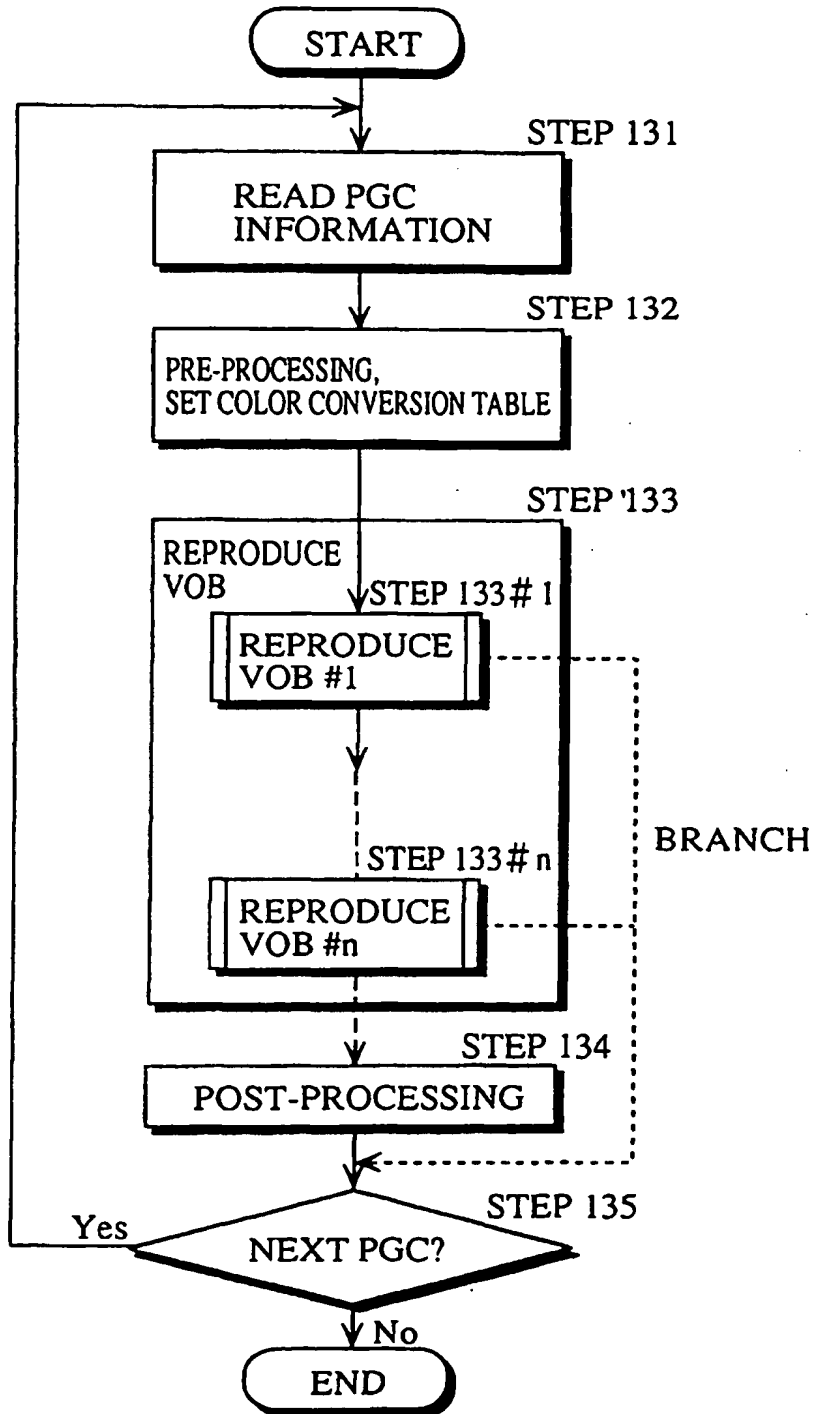 START
STEP 131
READ PGC
INFORMATION
STEP 132
PRE-PROCESSING,
SET COLOR CONVERSION TABLE
STEP '133
REPRODUCE
VOB
STEP 133#1
REPRODUCE
VOB #1
BRANCH
STEP 133#n
REPRODUCE
VOB #n
STEP 134
POST-PROCESSING
STEP 135
Yes
NEXT PGC?
No
END